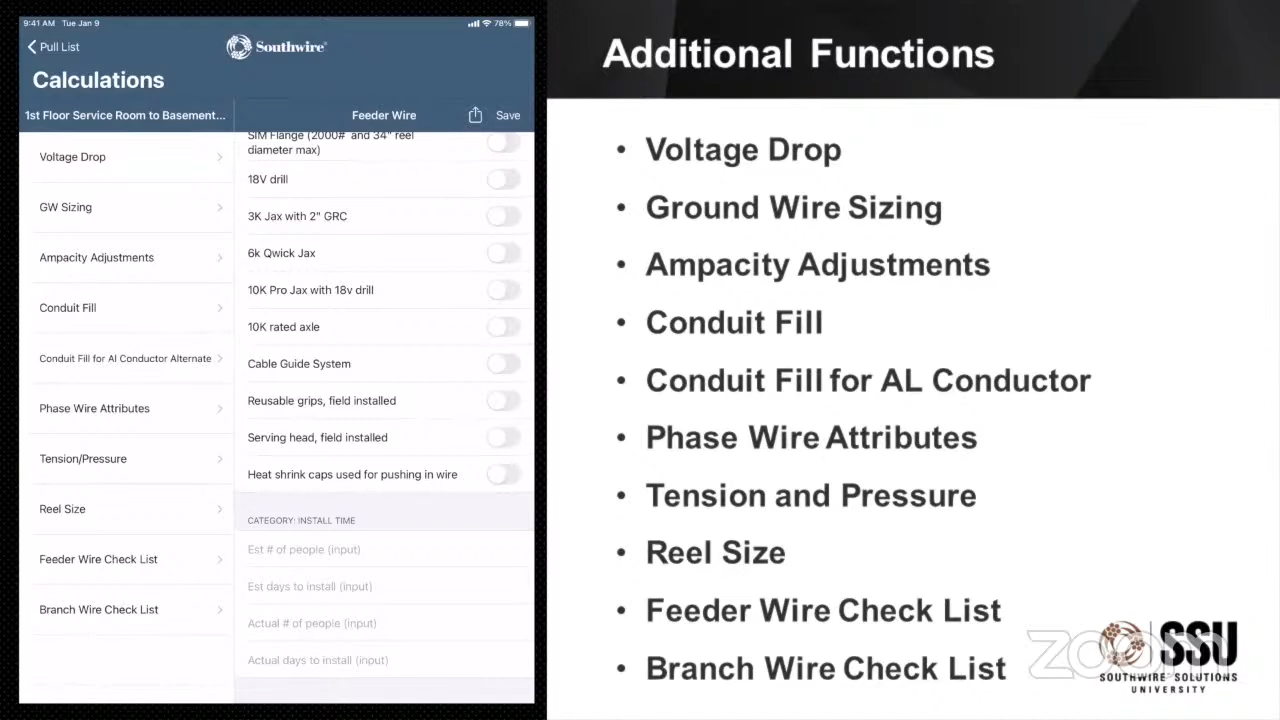 9:41 AM Tue Jan 9
78%
Pull List
Southwire
Calculations
1st Floor Service Room to Basement...
Feeder Wire
Save
Voltage Drop
GW Sizing
Ampacity Adjustments
Conduit Fill
Conduit Fill for Al Conductor Alternate
Phase Wire Attributes
Tension/Pressure
Reel Size
Feeder Wire Check List
Branch Wire Check List
SIM Flange (2000# and 34" reel
diameter max)
18V drill
3K Jax with 2" GRC
6k Qwick Jax
10K Pro Jax with 18v drill
10K rated axle
Cable Guide System
Reusable grips, field installed
Serving head, field installed
Heat shrink caps used for pushing in wire
CATEGORY: INSTALL TIME
Est # of people (input)
Est days to install (input)
Actual # of people (input)
Actual days to install (input)
Additional Functions
• Voltage Drop
• Ground Wire Sizing
• Ampacity Adjustments
• Conduit Fill
• Conduit Fill for AL Conductor
• Phase Wire Attributes
• Tension and Pressure
• Reel Size
• Feeder Wire Check List
• Branch Wire Check List
zoom
SSU
SOUTHWIRE SOLUTIONS
UNIVERSITY